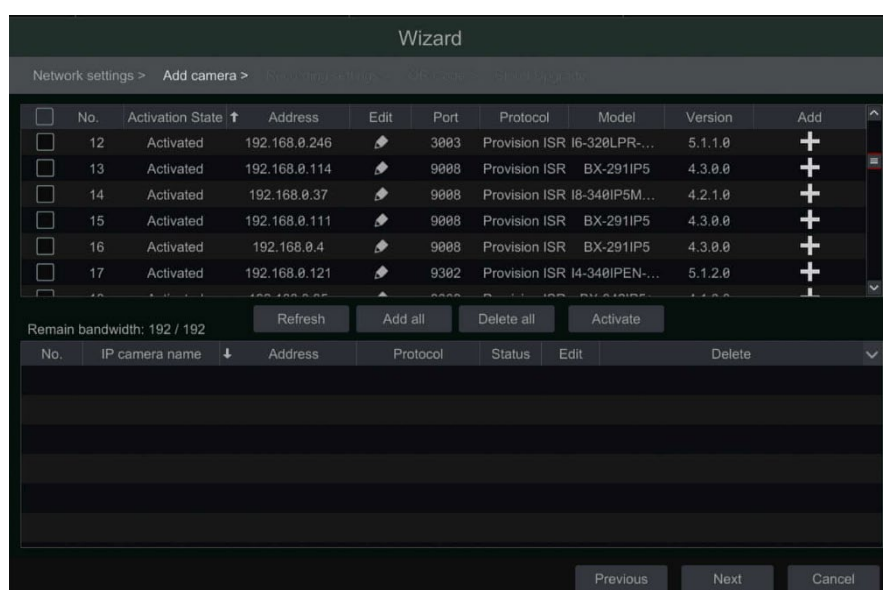 Wizard
Network settings > Add camera >
No. Activation State ↑ Address Edit Port Protocol Model Version Add
12 Activated 192.168.0.246 3003 Provision ISR I6-320LPR-...
5.1.1.0
13 Activated 192.168.0.114 9008 Provision ISR BX-291IP5 4.3.0.0
14 Activated 192.168.0.37 9008 Provision ISR I8-340IP5M... 4.2.1.0
15 Activated 192.168.0.111 9008 Provision ISR BX-291IP5 4.3.0.0
16 Activated 192.168.0.4 9008 Provision ISR BX-291IP5 4.3.0.0
17 Activated 192.168.0.121 9302 Provision ISR I4-340IPEN-... 5.1.2.0
Refresh Add all Delete all Activate
Remain bandwidth: 192 / 192
No. IP camera name ↓ Address Protocol Status Edit Delete
Previous Next Cancel